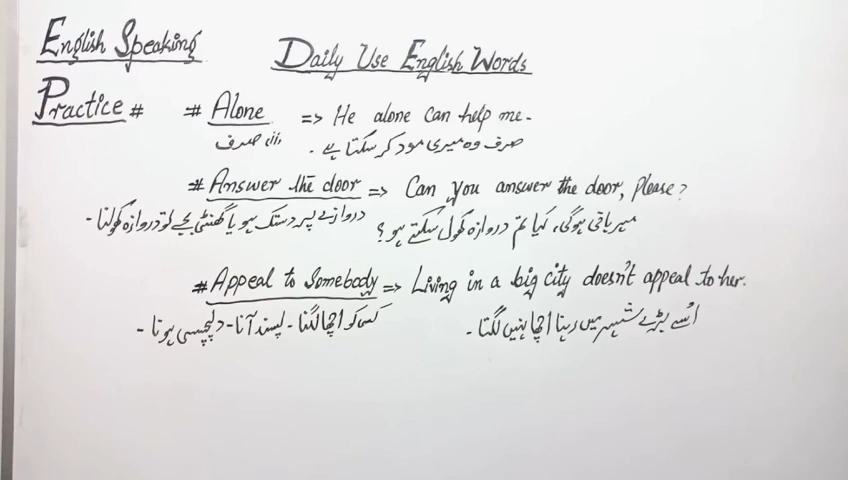 English Speaking
Practice #
Daily Use English Words
# Alone => He alone can help me.
صرف صرف وہ میری مدد کر سکتا ہے ۔
# Answer the door => Can you answer the door, Please?
دروازے پر دستک ہو یا گھنٹی بجے تو دروازہ کھولنا - مہربانی ہوگی، کیا تم دروازہ کھول سکتے ہو؟
# Appeal to Somebody => Living in a big city doesn't appeal to her.
کسی کو اچھا لگنا - پسند آنا - دلچسپی ہونا - اُسے بڑے شہر میں رہنا اچھا نہیں لگتا -